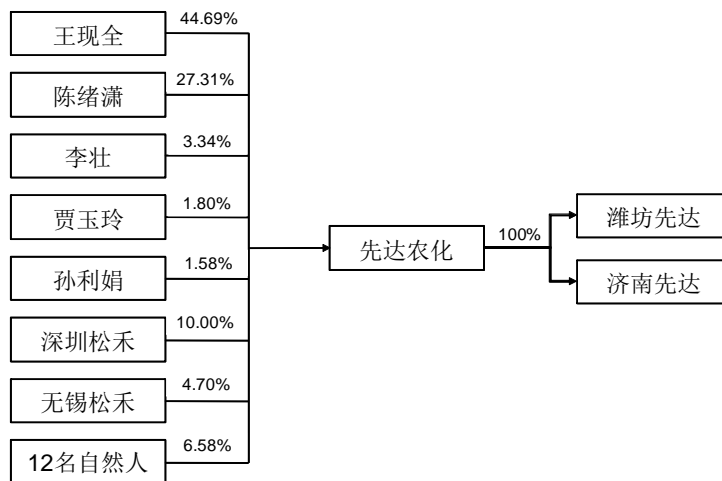 王现全
44.69%
陈绪潇
27.31%
李壮
3.34%
贾玉玲
1.80%
孙利娟
1.58%
深圳松禾
10.00%
无锡松禾
4.70%
12名自然人
6.58%
先达农化
100%
潍坊先达
济南先达